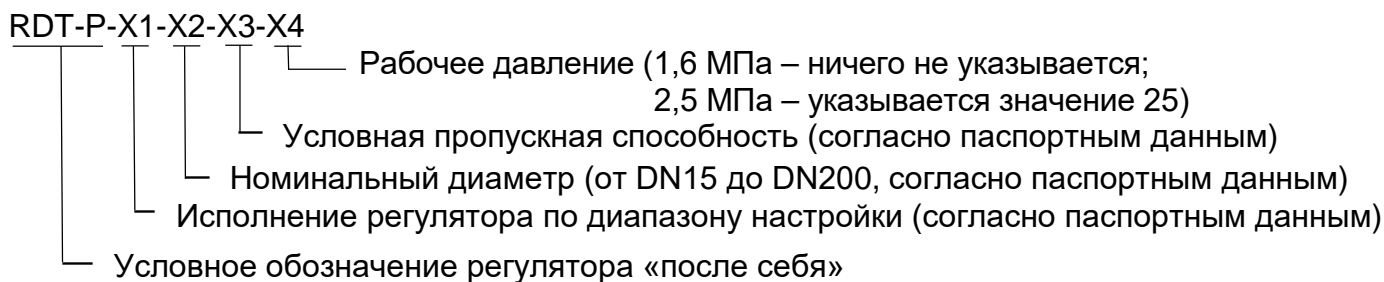 RDT-P-X1-X2-X3-X4
Рабочее давление (1,6 МПа – ничего не указывается;
2,5 МПа – указывается значение 25)
Условная пропускная способность (согласно паспортным данным)
Номинальный диаметр (от DN15 до DN200, согласно паспортным данным)
Исполнение регулятора по диапазону настройки (согласно паспортным данным)
Условное обозначение регулятора «после себя»